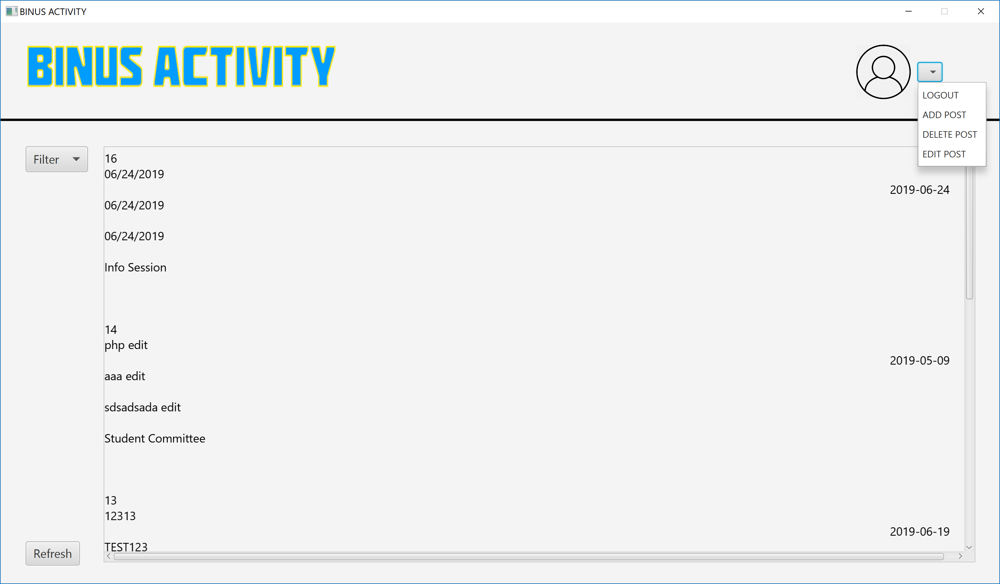 BINUS ACTIVITY
BINUS ACTIVITY
LOGOUT
ADD POST
DELETE POST
EDIT POST
Filter
16
06/24/2019
2019-06-24
06/24/2019
06/24/2019
Info Session
14
php edit
2019-05-09
aaa edit
sdsadsada edit
Student Committee
13
12313
2019-06-19
TEST123
Refresh